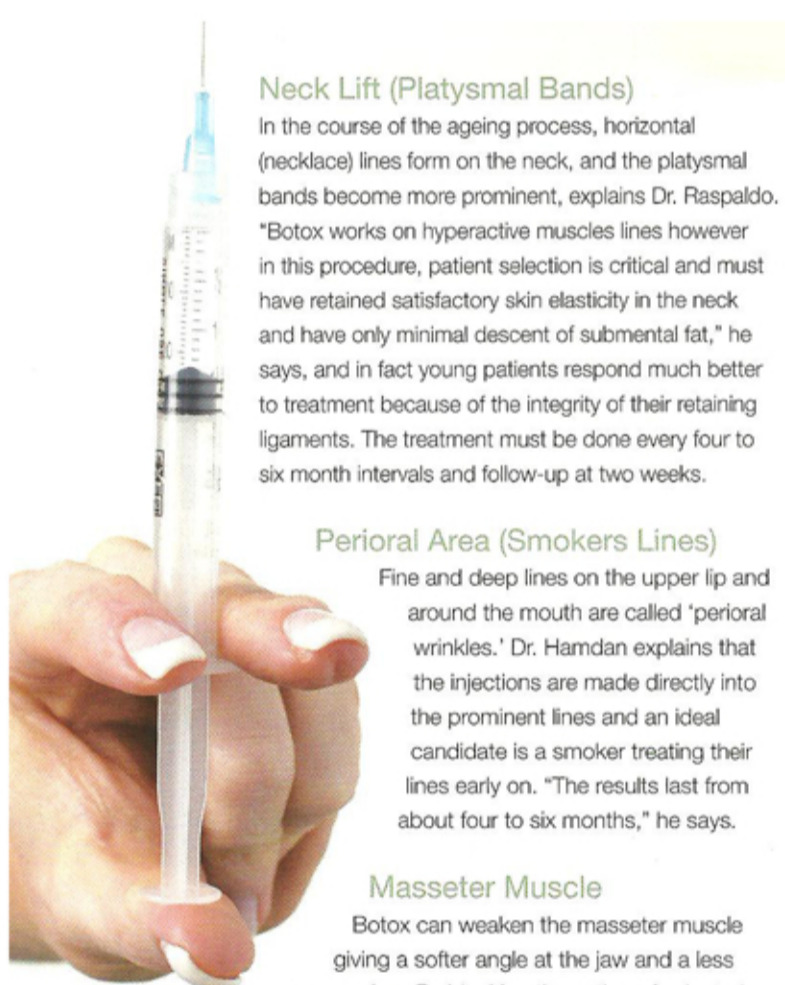 Neck Lift (Platysmal Bands)
In the course of the ageing process, horizontal
(necklace) lines form on the neck, and the platysmal
bands become more prominent, explains Dr. Raspaldo.
"Botox works on hyperactive muscles lines however
in this procedure, patient selection is critical and must
have retained satisfactory skin elasticity in the neck
and have only minimal descent of submental fat," he
says, and in fact young patients respond much better
to treatment because of the integrity of their retaining
ligaments. The treatment must be done every four to
six month intervals and follow-up at two weeks.
Perioral Area (Smokers Lines)
Fine and deep lines on the upper lip and
around the mouth are called 'perioral
wrinkles.' Dr. Hamdan explains that
the injections are made directly into
the prominent lines and an ideal
candidate is a smoker treating their
lines early on. "The results last from
about four to six months," he says.
Masseter Muscle
Botox can weaken the masseter muscle
giving a softer angle at the jaw and a less